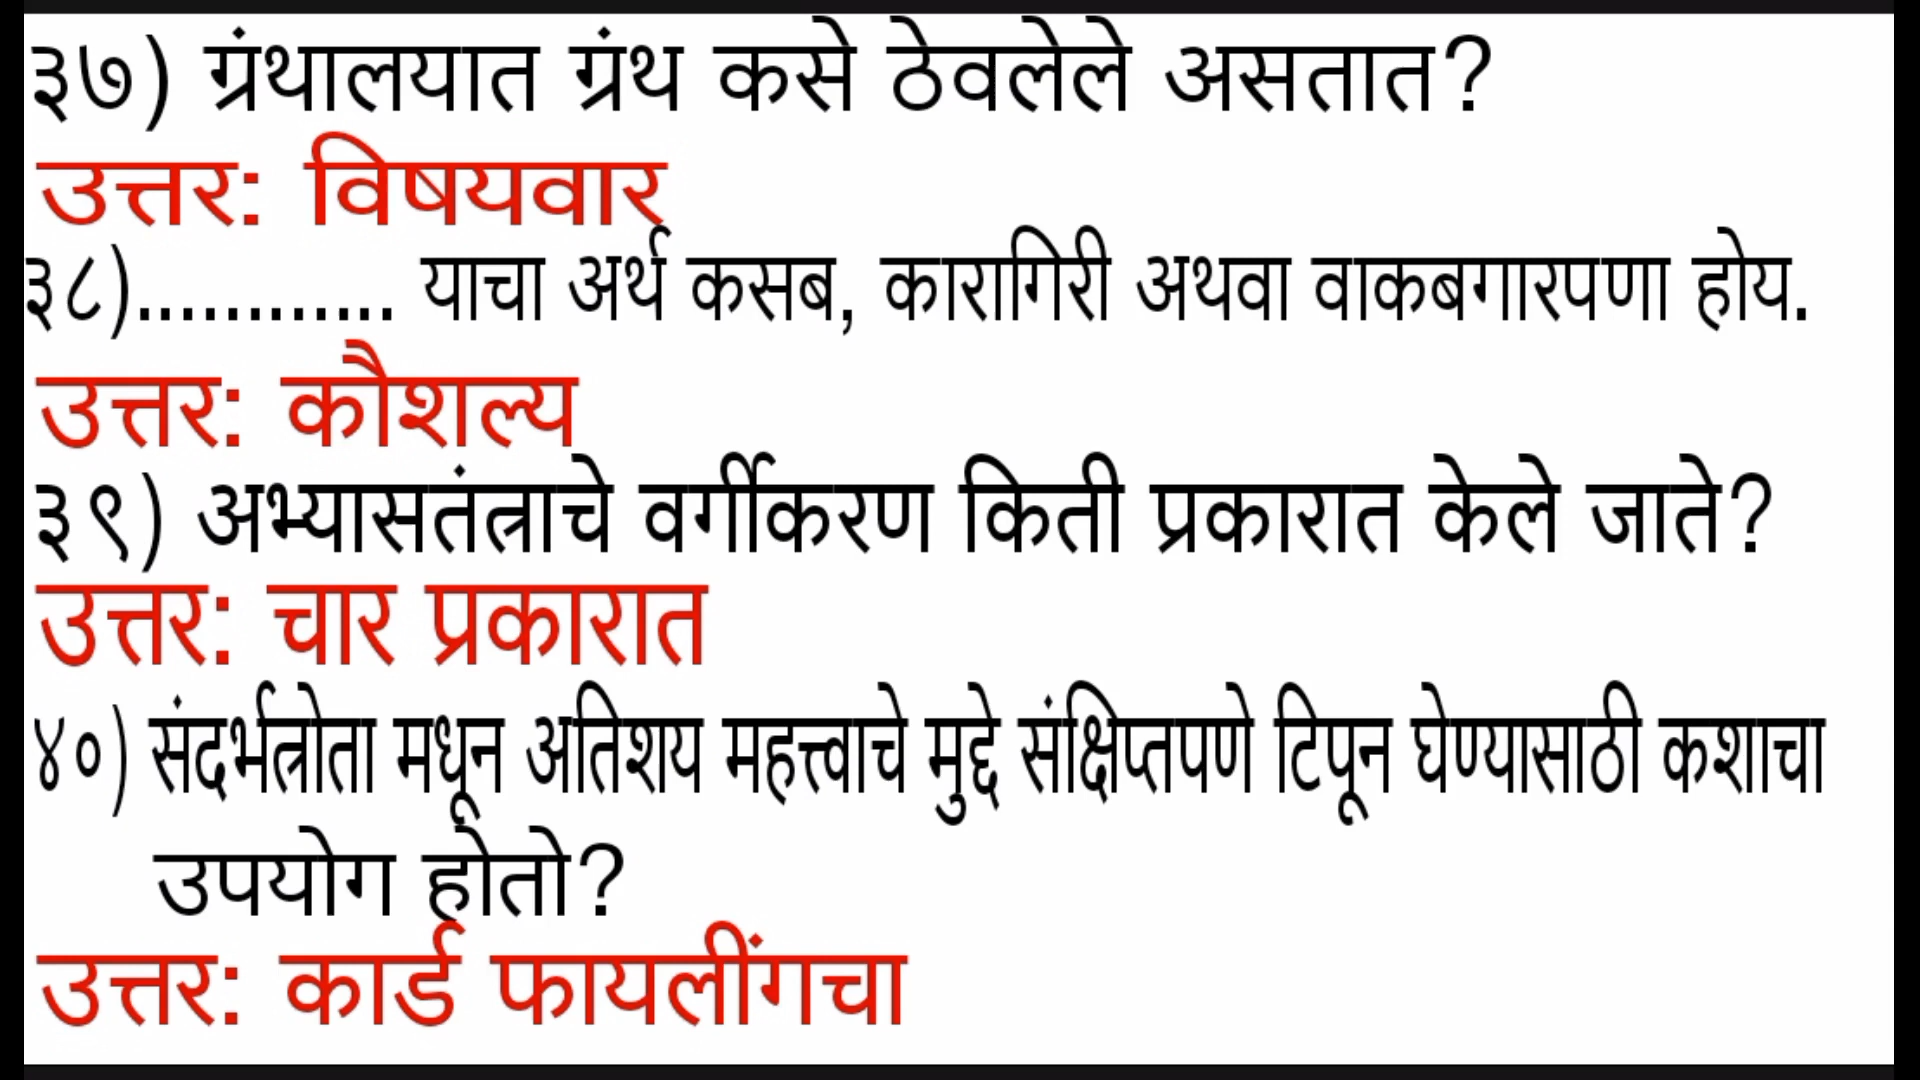 ३७) ग्रंथालयात ग्रंथ कसे ठेवलेले असतात?
उत्तर: विषयवार
३८)............ याचा अर्थ कसब, कारागिरी अथवा वाकबगारपणा होय.
उत्तर: कौशल्य
३९) अभ्यासतंत्राचे वर्गीकरण किती प्रकारात केले जाते?
उत्तर: चार प्रकारात
४०) संदर्भत्रोता मधून अतिशय महत्त्वाचे मुद्दे संक्षिप्तपणे टिपून घेण्यासाठी कशाचा
उपयोग होतो?
उत्तर: कार्ड फायलींगचा